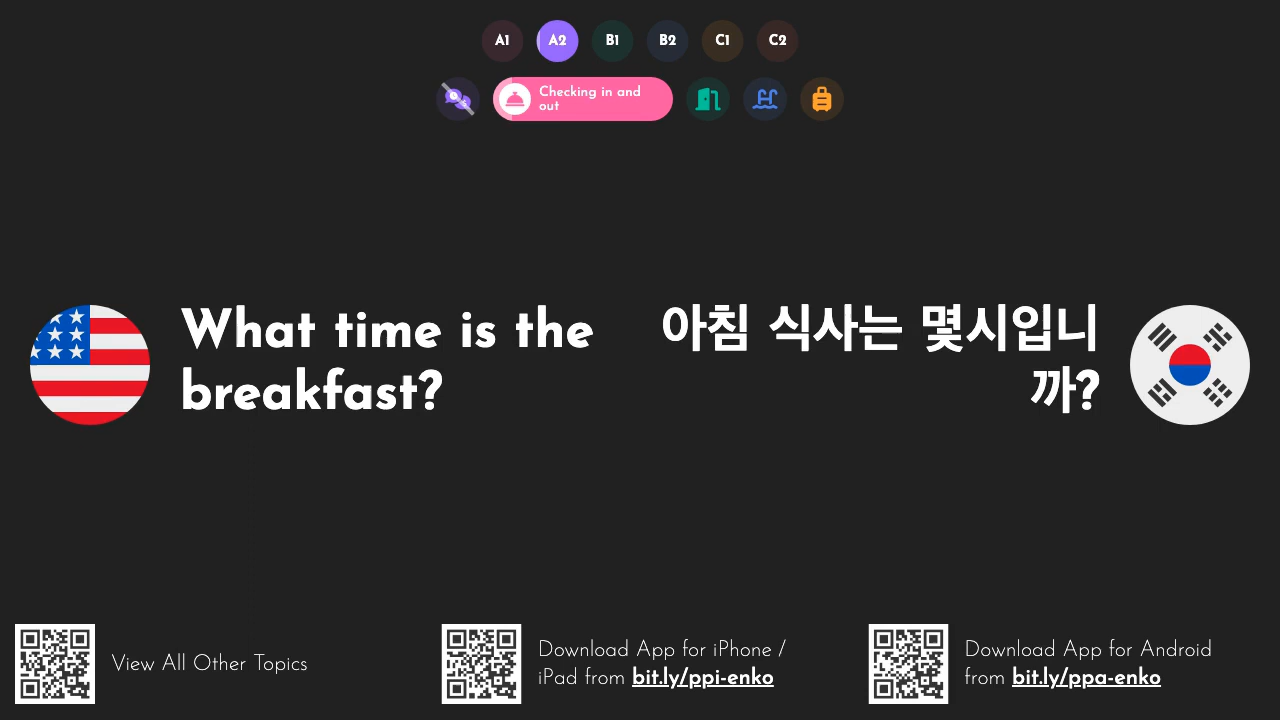 A1 A2 B1 B2 C1 C2
Checking in and
out
What time is the
breakfast?
아침 식사는 몇시입니
까?
View All Other Topics
Download App for iPhone /
iPad from bit.ly/ppi-enko
Download App for Android
from bit.ly/ppa-enko